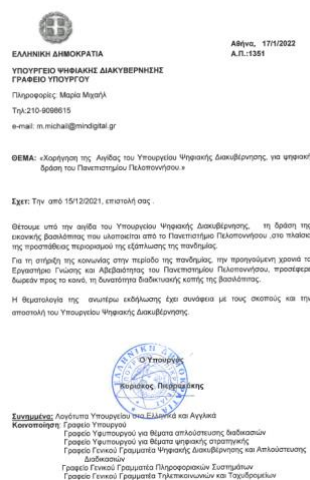 ΕΛΛΗΝΙΚΗ ΔΗΜΟΚΡΑΤΙΑ
Αθήνα, 17/1/2022
Α.Π.:1351
ΥΠΟΥΡΓΕΙΟ ΨΗΦΙΑΚΗΣ ΔΙΑΚΥΒΕΡΝΗΣΗΣ
ΓΡΑΦΕΙΟ ΥΠΟΥΡΓΟΥ
Πληροφορίες: Μαρία Μιχαήλ
Τηλ:210-9098615
e-mail: m.michail@mindigital.gr
ΘΕΜΑ: «Χορήγηση της Αιγίδας του Υπουργείου Ψηφιακής Διακυβέρνησης, για ψηφιακή
δράση του Πανεπιστημίου Πελοποννήσου.»
Σχετ: Την από 15/12/2021, επιστολή σας .
Θέτουμε υπό την αιγίδα του Υπουργείου Ψηφιακής Διακυβέρνησης, τη δράση της
εικονικής βασιλόπιτας που υλοποιείται από το Πανεπιστήμιο Πελοποννήσου ,στο πλαίσιο
της προσπάθειας περιορισμού της εξάπλωσης της πανδημίας.
Για τη στήριξη της κοινωνίας στην περίοδο της πανδημίας, την προηγούμενη χρονιά το
Εργαστήριο Γνώσης και Αβεβαιότητας του Πανεπιστημίου Πελοποννήσου, προσέφερε
δωρεάν προς το κοινό, τη δυνατότητα διαδικτυακής κοπής της βασιλόπιτας.
Η θεματολογία της ανωτέρω εκδήλωσης έχει συνάφεια με τους σκοπούς και την
αποστολή του Υπουργείου Ψηφιακής Διακυβέρνησης.
Ο Υπουργός
Κυριάκος Πιερρακάκης
Συνημμένα: Λογότυπα Υπουργείου στα Ελληνικά και Αγγλικά
Κοινοποίηση: Γραφείο Υπουργού
Γραφείο Υφυπουργού για θέματα απλούστευσης διαδικασιών
Γραφείο Υφυπουργού για θέματα ψηφιακής στρατηγικής
Γραφείο Γενικού Γραμματέα Ψηφιακής Διακυβέρνησης και Απλούστευσης
Διαδικασιών
Γραφείο Γενικού Γραμματέα Πληροφοριακών Συστημάτων
Γραφείο Γενικού Γραμματέα Τηλεπικοινωνιών και Ταχυδρομείων